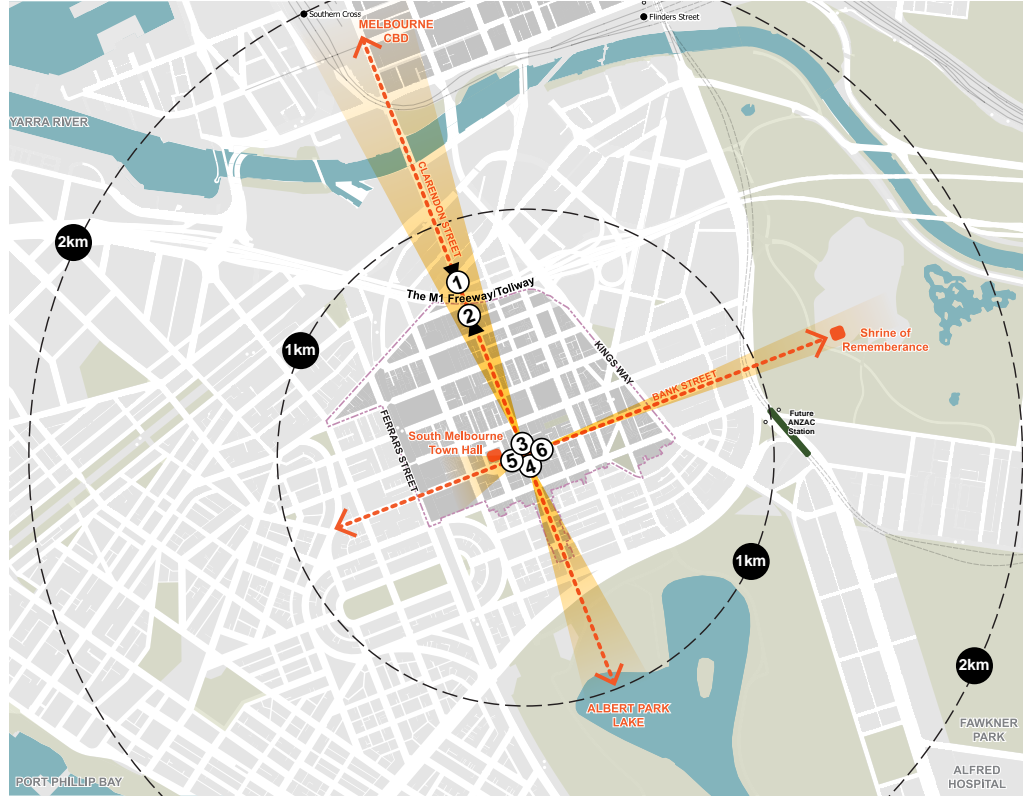 Southern Cross
Flinders Street
MELBOURNE
CBD
YARRA RIVER
CLARENDON STREET
2km
1
The M1 Freeway/Tollway
2
1km
KINGS WAY
Shrine of
Rememberance
BANK STREET
FERRARS STREET
South Melbourne
Town Hall
Future
ANZAC
Station
3
6
5
4
1km
2km
ALBERT PARK
LAKE
FAWKNER
PARK
PORT PHILLIP BAY
ALFRED
HOSPITAL